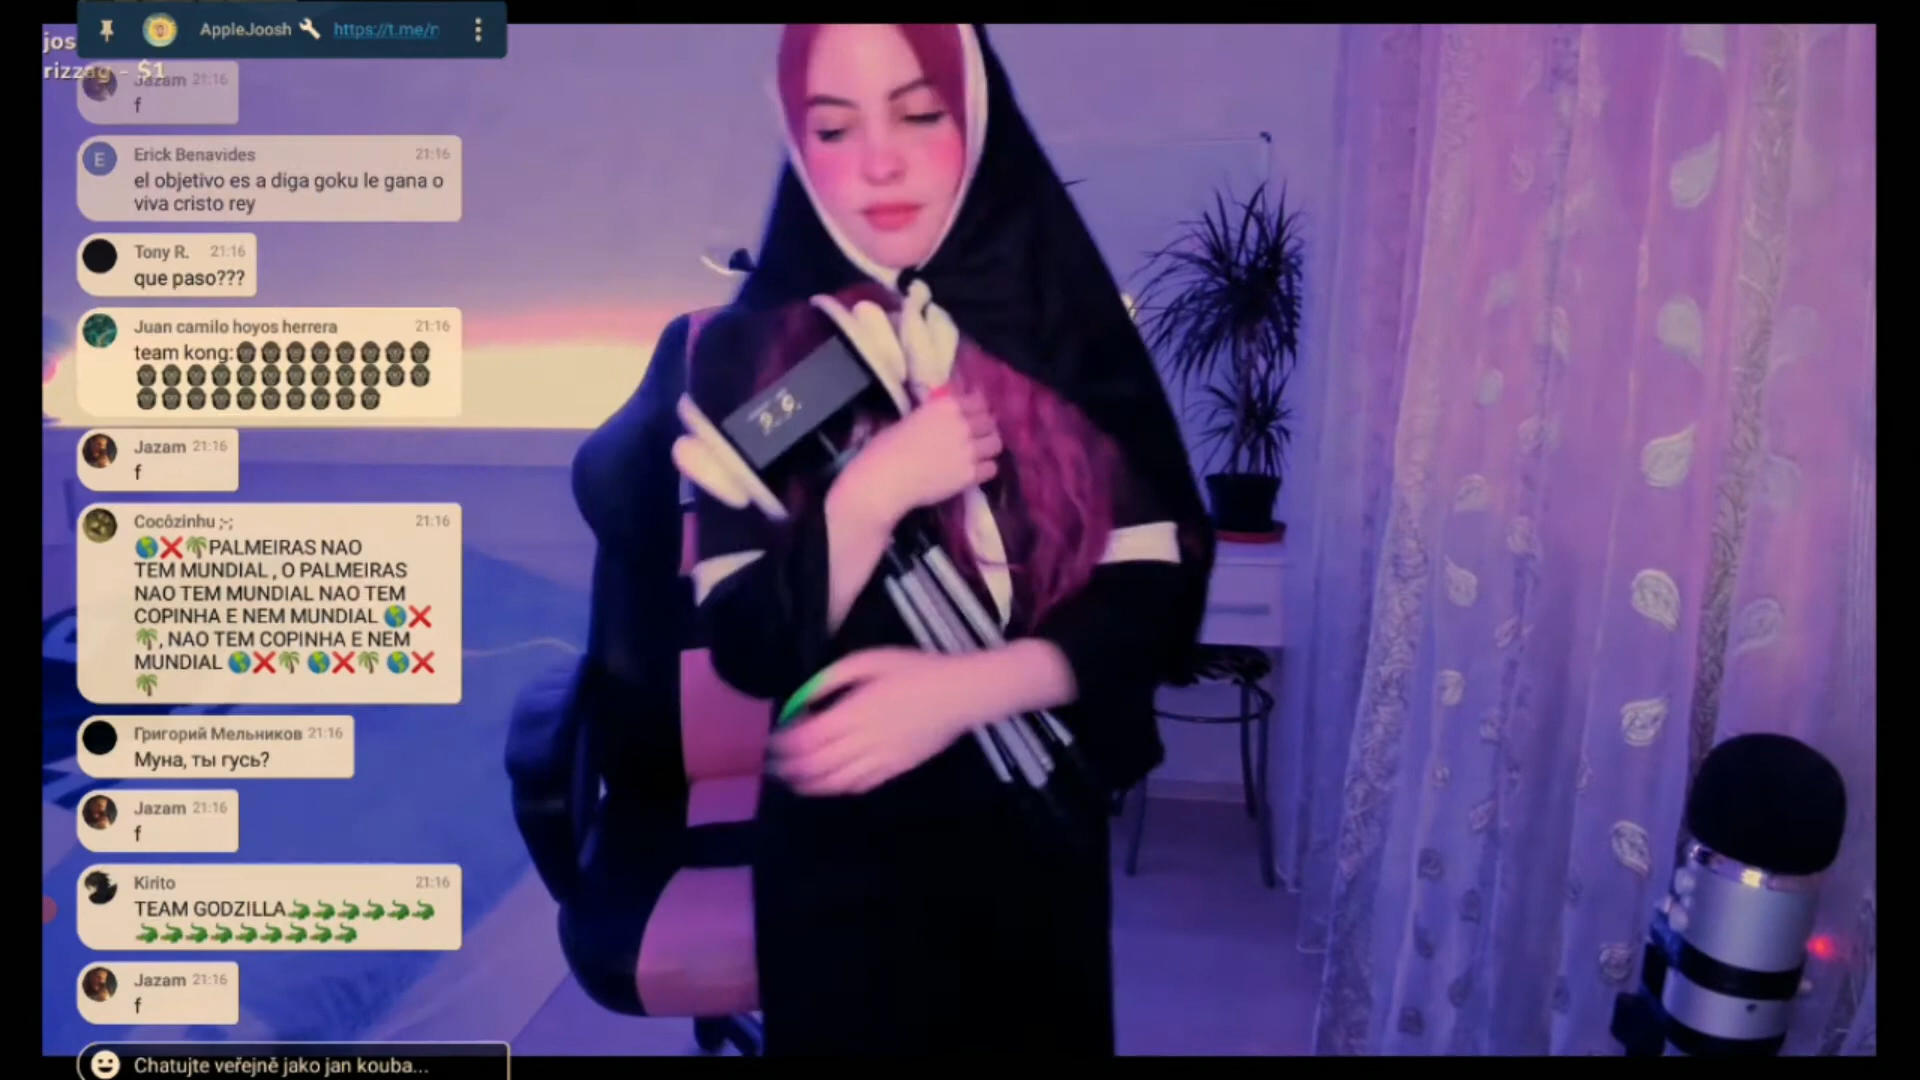 AppleJoosh https://t.me/r
jos
rizzag - $1
Jazam 21:16
f
E Erick Benavides 21:16
el objetivo es a diga goku le gana o
viva cristo rey
Tony R. 21:16
que paso???
Juan camilo hoyos herrera 21:16
team kong:🦍🦍🦍🦍🦍🦍🦍🦍
🦍🦍🦍🦍🦍🦍🦍🦍🦍🦍🦍🦍
🦍🦍🦍🦍🦍🦍🦍🦍🦍🦍
Jazam 21:16
f
Cocôzinhu ;-; 21:16
🌎❌🌴PALMEIRAS NAO
TEM MUNDIAL , O PALMEIRAS
NAO TEM MUNDIAL NAO TEM
COPINHA E NEM MUNDIAL 🌎❌
🌴, NAO TEM COPINHA E NEM
MUNDIAL 🌎❌🌴 🌎❌🌴 🌎❌
🌴
Григорий Мельников 21:16
Муна, ты гусь?
Jazam 21:16
f
Kirito 21:16
TEAM GODZILLA🐊🐊🐊🐊🐊🐊
🐊🐊🐊🐊🐊🐊🐊🐊🐊
Jazam 21:16
f
Chatujte veřejně jako jan kouba...